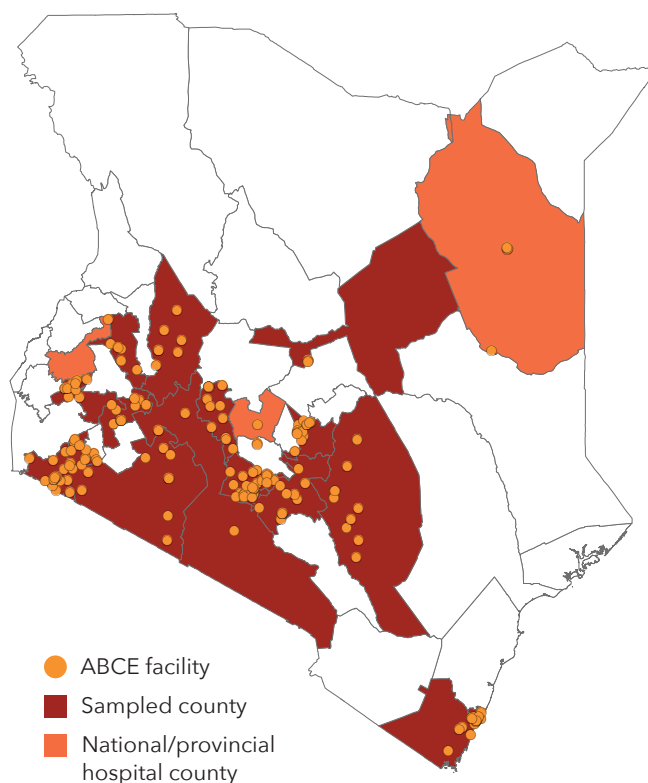 ABCE facility
Sampled county
National/provincial
hospital county